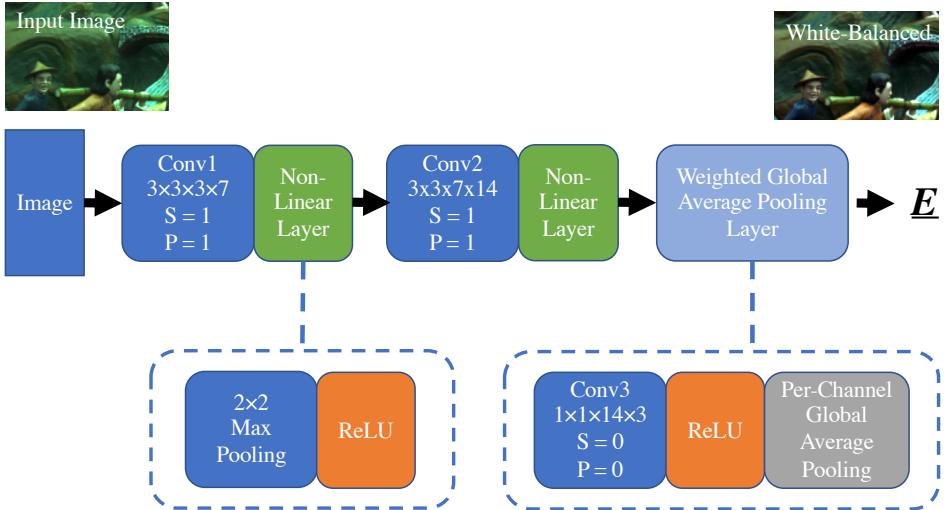 Input Image
White-Balanced
Image
Conv1
3×3×3×7
S = 1
P = 1
Non-
Linear
Layer
Conv2
3x3x7x14
S = 1
P = 1
Non-
Linear
Layer
Weighted Global
Average Pooling
Layer
E
2×2
Max
Pooling
ReLU
Conv3
1×1×14×3
S = 0
P = 0
ReLU
Per-Channel
Global
Average
Pooling